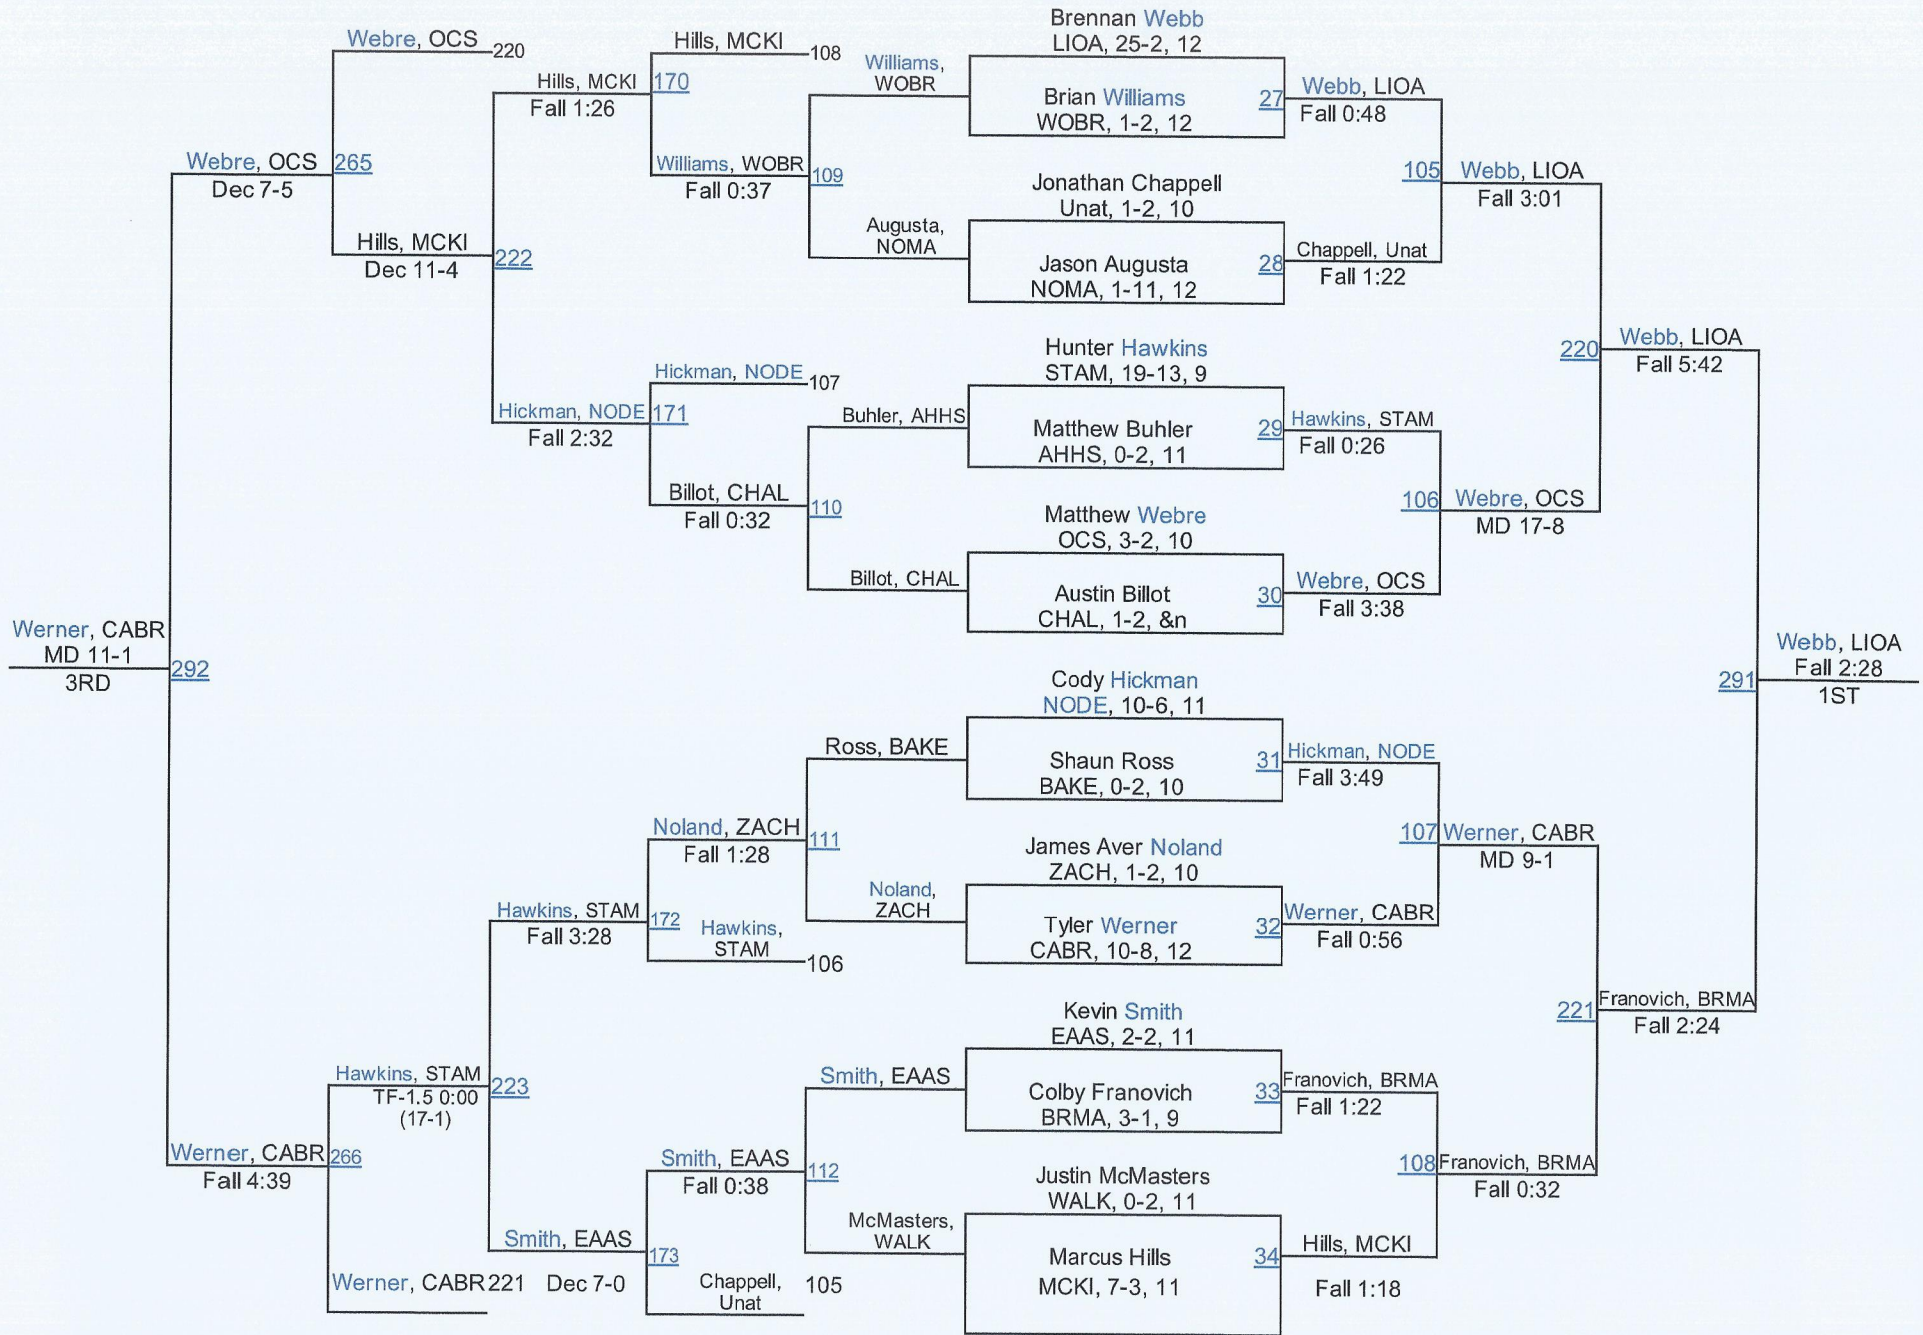 Brennan Webb
LIOA, 25-2, 12
Webre, OCS
220
Hills, MCKI
108
Williams,
WOBR
Hills, MCKI
170
Fall 1:26
Brian Williams
WOBR, 1-2, 12
27
Webb, LIOA
Fall 0:48
Webre, OCS
265
Dec 7-5
Williams, WOBR
109
Fall 0:37
Jonathan Chappell
Unat, 1-2, 10
105
Webb, LIOA
Fall 3:01
Hills, MCKI
222
Dec 11-4
Augusta,
NOMA
Jason Augusta
NOMA, 1-11, 12
28
Chappell, Unat
Fall 1:22
Hunter Hawkins
STAM, 19-13, 9
220
Webb, LIOA
Fall 5:42
Hickman, NODE
107
Hickman, NODE
171
Fall 2:32
Buhler, AHHS
Matthew Buhler
AHHS, 0-2, 11
29
Hawkins, STAM
Fall 0:26
Billot, CHAL
110
Fall 0:32
Matthew Webre
OCS, 3-2, 10
106
Webre, OCS
MD 17-8
Billot, CHAL
Austin Billot
CHAL, 1-2, &n
30
Webre, OCS
Fall 3:38
Werner, CABR
MD 11-1
3RD
292
Cody Hickman
NODE, 10-6, 11
291
Webb, LIOA
Fall 2:28
1ST
Ross, BAKE
Shaun Ross
BAKE, 0-2, 10
31
Hickman, NODE
Fall 3:49
Noland, ZACH
111
Fall 1:28
James Aver Noland
ZACH, 1-2, 10
107
Werner, CABR
MD 9-1
Hawkins, STAM
172
Fall 3:28
Noland,
ZACH
Hawkins,
STAM
106
Tyler Werner
CABR, 10-8, 12
32
Werner, CABR
Fall 0:56
Kevin Smith
EAAS, 2-2, 11
221
Franovich, BRMA
Fall 2:24
Hawkins, STAM
TF-1.5 0:00
(17-1)
223
Smith, EAAS
Colby Franovich
BRMA, 3-1, 9
33
Franovich, BRMA
Fall 1:22
Werner, CABR
266
Fall 4:39
Smith, EAAS
112
Fall 0:38
Justin McMasters
WALK, 0-2, 11
108
Franovich, BRMA
Fall 0:32
Smith, EAAS
173
Dec 7-0
McMasters,
WALK
Marcus Hills
MCKI, 7-3, 11
34
Hills, MCKI
Fall 1:18
Werner, CABR
221
Chappell,
Unat
105